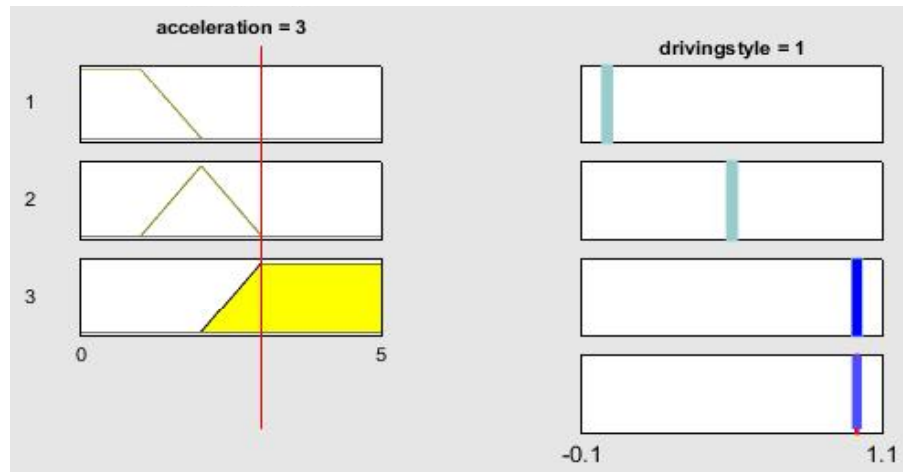 acceleration = 3
drivingstyle = 1
1
2
3
0 5
-0.1 1.1